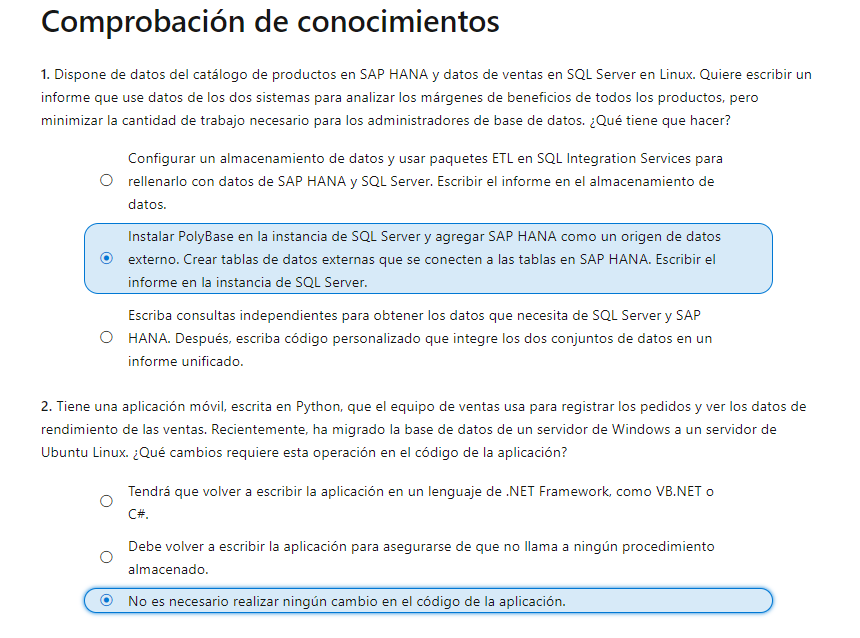 Comprobación de conocimientos
1. Dispone de datos del catálogo de productos en SAP HANA y datos de ventas en SQL Server en Linux. Quiere escribir un
informe que use datos de los dos sistemas para analizar los márgenes de beneficios de todos los productos, pero
minimizar la cantidad de trabajo necesario para los administradores de base de datos. ¿Qué tiene que hacer?
Configurar un almacenamiento de datos y usar paquetes ETL en SQL Integration Services para
rellenarlo con datos de SAP HANA y SQL Server. Escribir el informe en el almacenamiento de
datos.
Instalar PolyBase en la instancia de SQL Server y agregar SAP HANA como un origen de datos
externo. Crear tablas de datos externas que se conecten a las tablas en SAP HANA. Escribir el
informe en la instancia de SQL Server.
Escriba consultas independientes para obtener los datos que necesita de SQL Server y SAP
HANA. Después, escriba código personalizado que integre los dos conjuntos de datos en un
informe unificado.
2. Tiene una aplicación móvil, escrita en Python, que el equipo de ventas usa para registrar los pedidos y ver los datos de
rendimiento de las ventas. Recientemente, ha migrado la base de datos de un servidor de Windows a un servidor de
Ubuntu Linux. ¿Qué cambios requiere esta operación en el código de la aplicación?
Tendrá que volver a escribir la aplicación en un lenguaje de .NET Framework, como VB.NET o
C#.
Debe volver a escribir la aplicación para asegurarse de que no llama a ningún procedimiento
almacenado.
No es necesario realizar ningún cambio en el código de la aplicación.